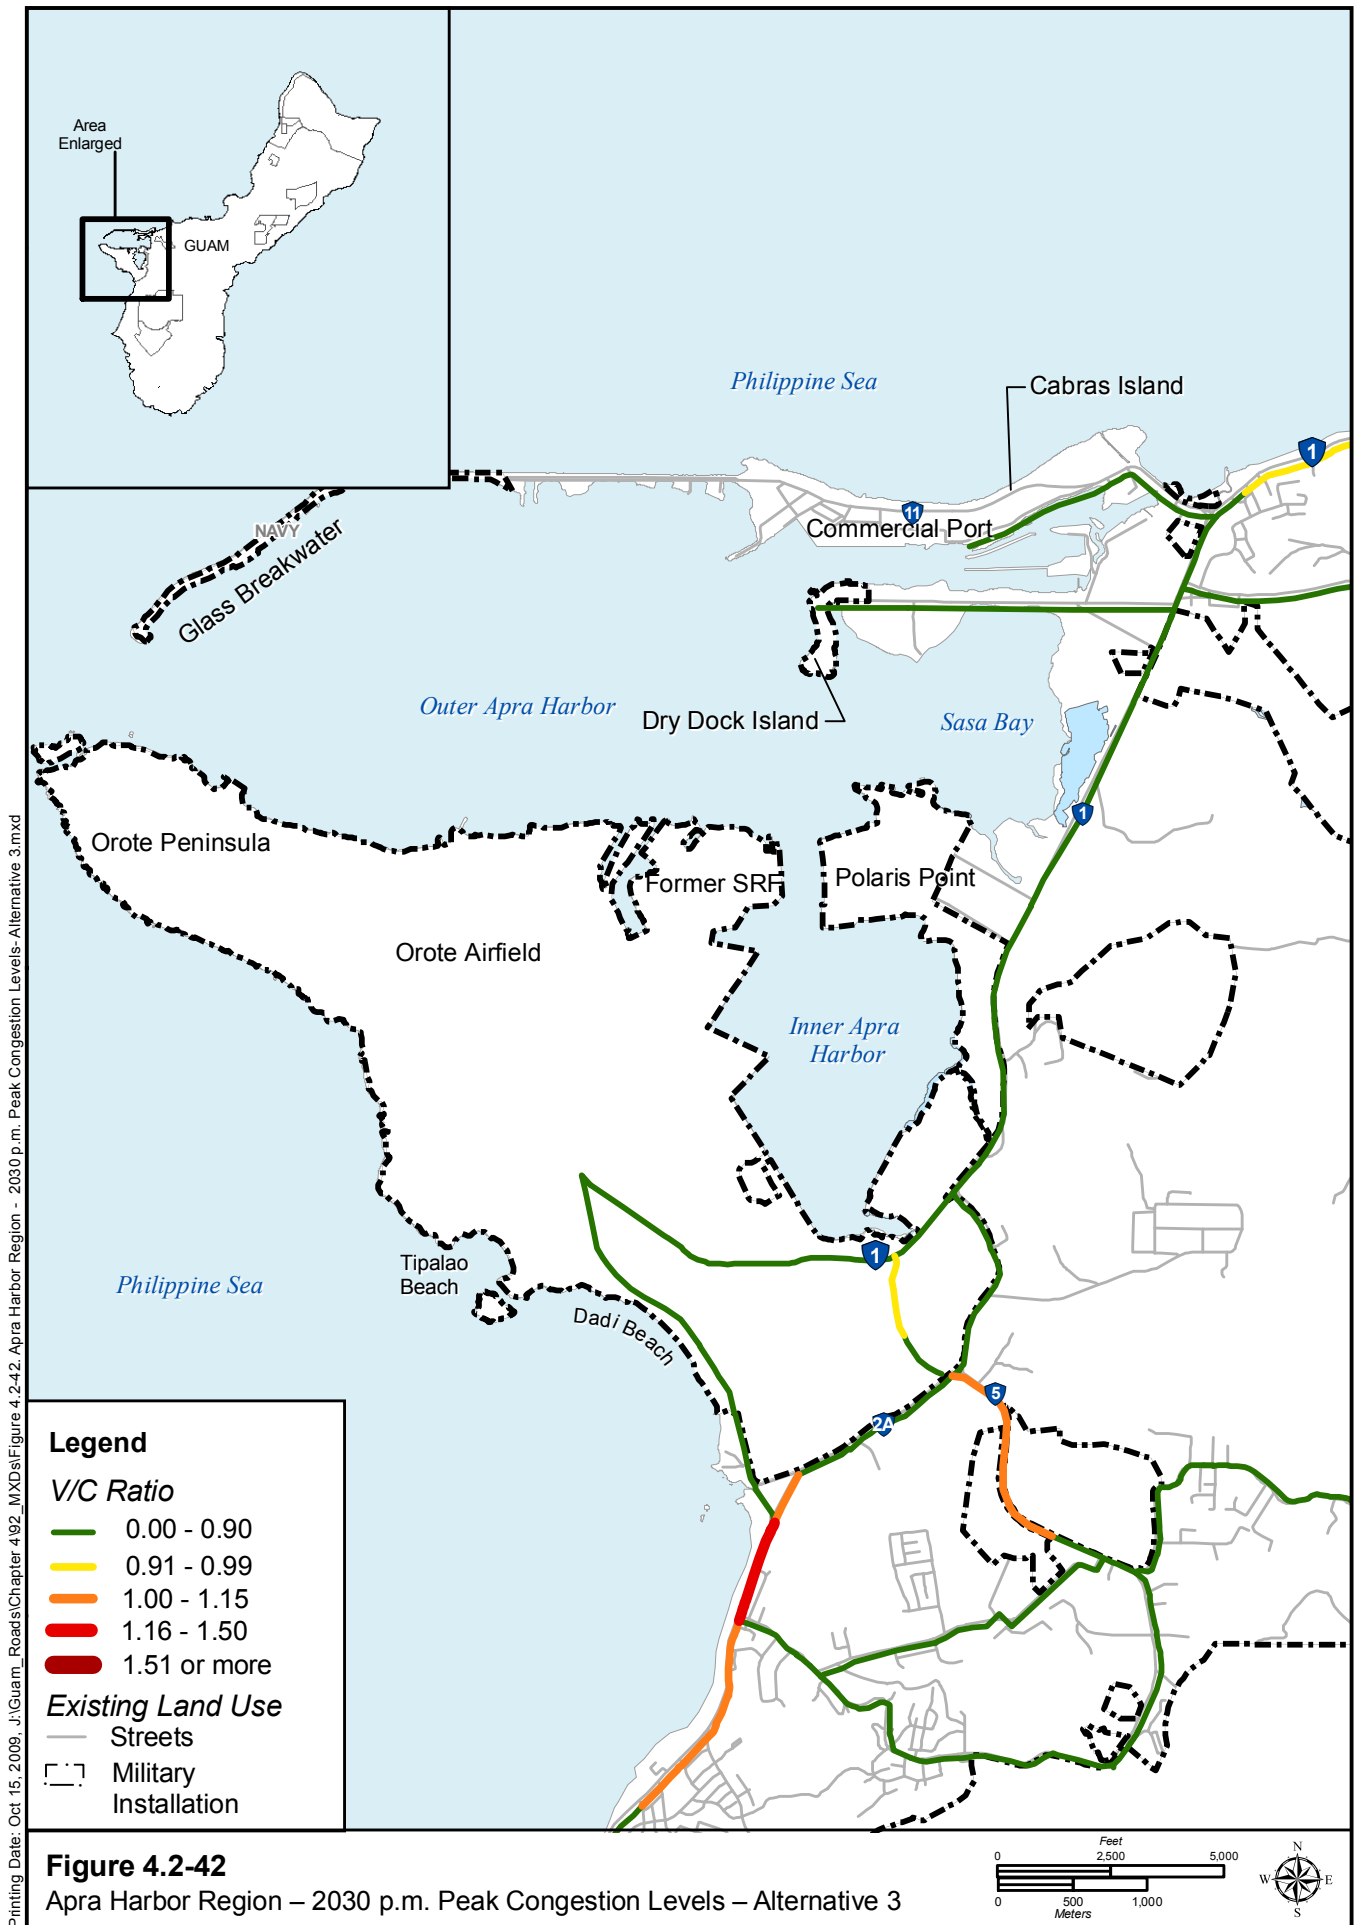 Area
Enlarged
GUAM
Philippine Sea
Cabras Island
1
11
Commercial Port
NAVY
Glass Breakwater
Outer Apra Harbor
Dry Dock Island
Sasa Bay
1
Orote Peninsula
Former SRF
Polaris Point
Orote Airfield
Inner Apra
Harbor
Philippine Sea
Tipalao
Beach
1
Dadi Beach
5
2A
Legend
V/C Ratio
0.00 - 0.90
0.91 - 0.99
1.00 - 1.15
1.16 - 1.50
1.51 or more
Existing Land Use
Streets
Military
Installation
Printing Date: Oct 15, 2009, J:\Guam_Roads\Chapter 4\92_MXDs\Figure 4.2-42. Apra Harbor Region - 2030 p.m. Peak Congestion Levels-Alternative 3.mxd
Figure 4.2-42
Apra Harbor Region – 2030 p.m. Peak Congestion Levels – Alternative 3
Feet
0 2,500 5,000
0 500 1,000
Meters
N
W E
S